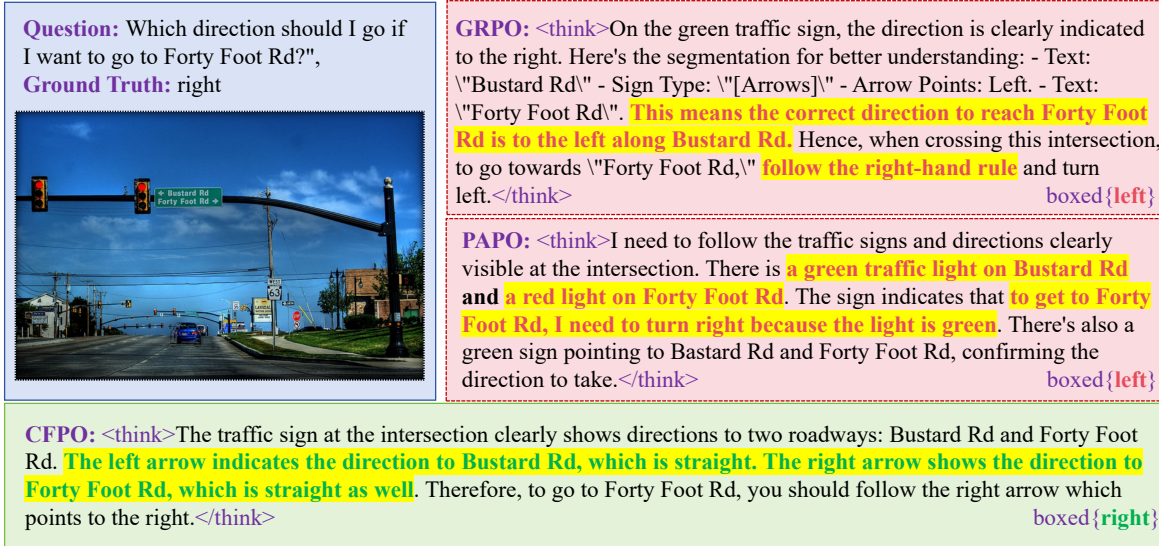 Question: Which direction should I go if
I want to go to Forty Foot Rd?",
Ground Truth: right
← Bustard Rd
Forty Foot Rd →
WEST
63
GRPO: <think>On the green traffic sign, the direction is clearly indicated
to the right. Here's the segmentation for better understanding: - Text:
\"Bustard Rd\" - Sign Type: \"[Arrows]\" - Arrow Points: Left. - Text:
\"Forty Foot Rd\". This means the correct direction to reach Forty Foot
Rd is to the left along Bustard Rd. Hence, when crossing this intersection,
to go towards \"Forty Foot Rd,\" follow the right-hand rule and turn
left.</think> boxed{left}
PAPO: <think>I need to follow the traffic signs and directions clearly
visible at the intersection. There is a green traffic light on Bustard Rd
and a red light on Forty Foot Rd. The sign indicates that to get to Forty
Foot Rd, I need to turn right because the light is green. There's also a
green sign pointing to Bastard Rd and Forty Foot Rd, confirming the
direction to take.</think> boxed{left}
CFPO: <think>The traffic sign at the intersection clearly shows directions to two roadways: Bustard Rd and Forty Foot
Rd. The left arrow indicates the direction to Bustard Rd, which is straight. The right arrow shows the direction to
Forty Foot Rd, which is straight as well. Therefore, to go to Forty Foot Rd, you should follow the right arrow which
points to the right.</think> boxed{right}